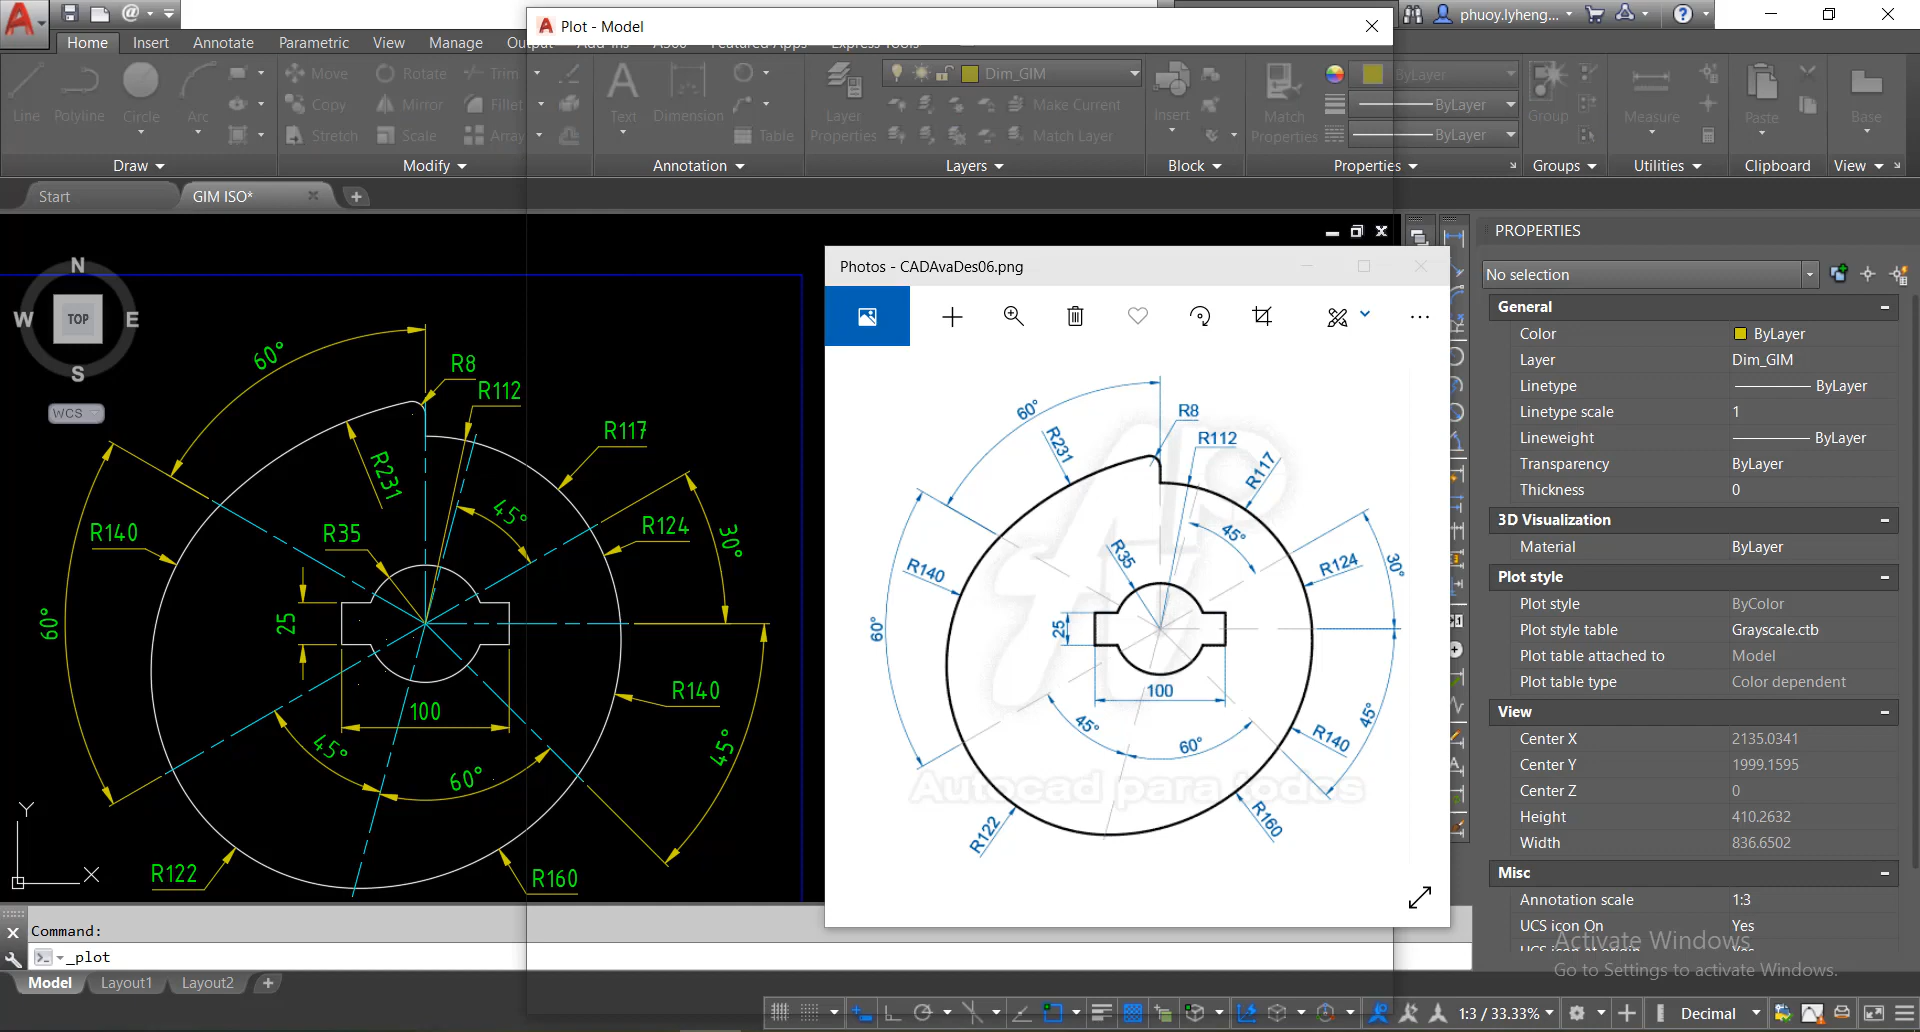 Plot - Model
phuoy.lyheng...
Home
Insert
Annotate
Parametric
View
Manage
Output
Add-ins
A360
Featured Apps
Express Tools
Line
Polyline
Circle
Arc
Move
Rotate
Trim
Copy
Mirror
Fillet
Stretch
Scale
Array
Text
Dimension
Table
Layer
Properties
Dim_GIM
Make Current
Match Layer
Insert
Match
Properties
ByLayer
ByLayer
ByLayer
Group
Measure
Paste
Base
Draw
Modify
Annotation
Layers
Block
Properties
Groups
Utilities
Clipboard
View
Start
GIM ISO*
N
W
TOP
E
S
WCS
60°
R8
R112
R117
R231
R140
R35
45°
R124
30°
25
60°
100
R140
45°
45°
60°
R122
R160
Y
X
Photos - CADAvaDes06.png
60°
R8
R231
R112
R117
45°
R35
R140
R124
30°
60°
25
100
45°
45°
60°
R140
Autocad para todos
R122
R160
PROPERTIES
No selection
General
Color ByLayer
Layer Dim_GIM
Linetype ByLayer
Linetype scale 1
Lineweight ByLayer
Transparency ByLayer
Thickness 0
3D Visualization
Material ByLayer
Plot style
Plot style ByColor
Plot style table Grayscale.ctb
Plot table attached to Model
Plot table type Color dependent
View
Center X 2135.0341
Center Y 1999.1595
Center Z 0
Height 410.2632
Width 836.6502
Misc
Annotation scale 1:3
UCS icon On Yes
Activate Windows
Go to Settings to activate Windows.
Command:
_plot
Model
Layout1
Layout2
1:3 / 33.33%
Decimal